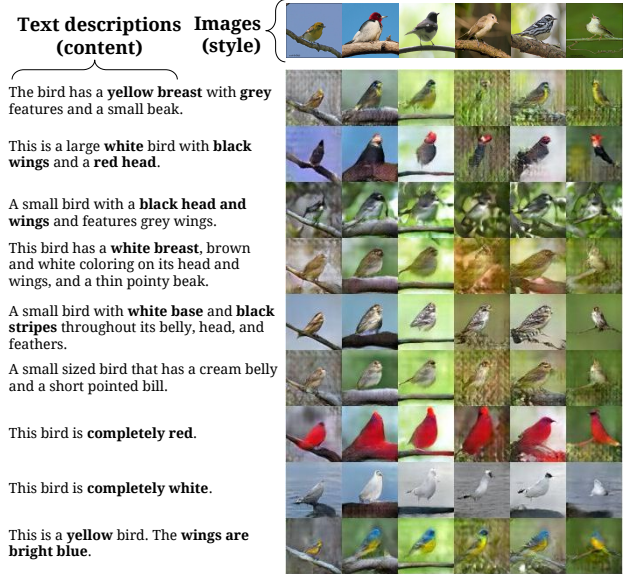 Text descriptions
(content)
Images
(style)
The bird has a yellow breast with grey
features and a small beak.
This is a large white bird with black
wings and a red head.
A small bird with a black head and
wings and features grey wings.
This bird has a white breast, brown
and white coloring on its head and
wings, and a thin pointy beak.
A small bird with white base and black
stripes throughout its belly, head, and
feathers.
A small sized bird that has a cream belly
and a short pointed bill.
This bird is completely red.
This bird is completely white.
This is a yellow bird. The wings are
bright blue.